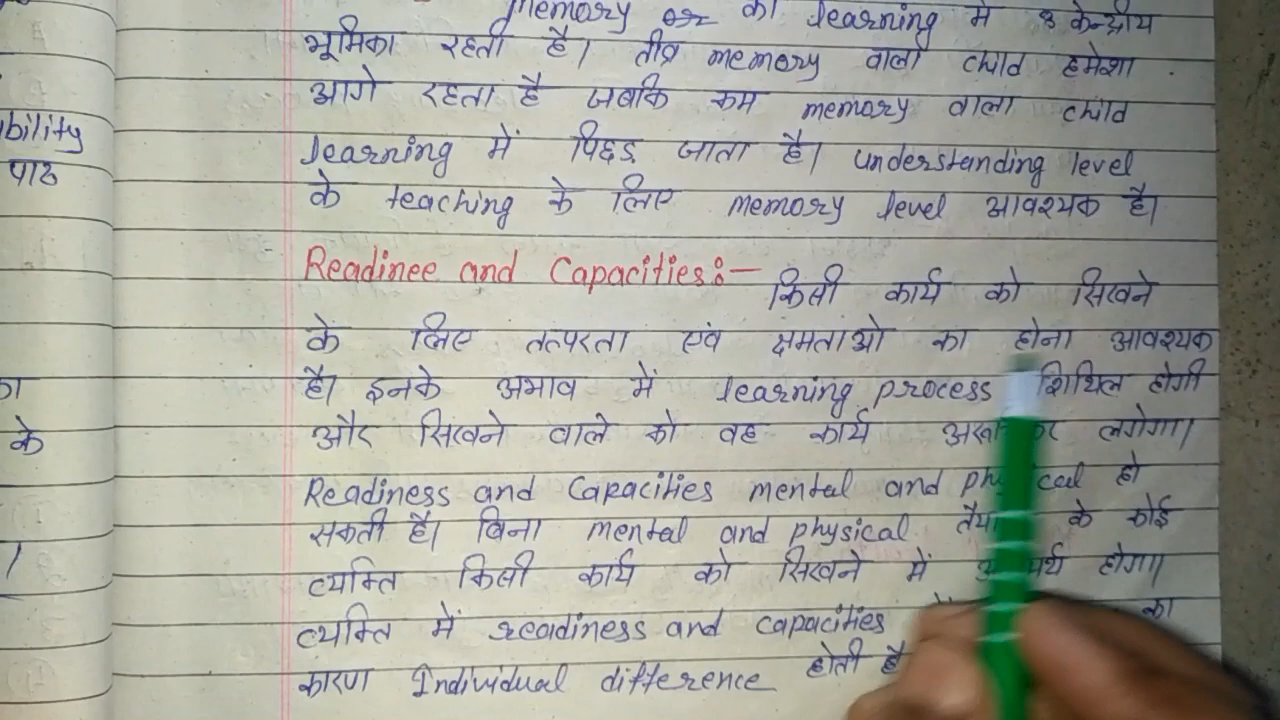 bility
पाठ
का
के
memory का learning मे केन्द्रीय
भूमिका रहती है। तीव्र memory वाला child हमेशा
आगे रहता है जबकि कम memory वाला child
learning में पिछड जाता है। understanding level
के teaching के लिए memory level आवश्यक है।
Readinee and Capacities:—
किसी कार्य को सिखने
के लिए तत्परता एवं क्षमताओ का होना आवश्यक
है। इनके अभाव में learning process शिथिल होगी
और सिखने वाले को वह कार्य लगेगा।
Readiness and Capacities mental and हो
सकती है। बिना mental and physical के कोई
व्यक्ति किसी कार्य को सिखने में होगा।
व्यक्ति में readiness and capacities का
कारण Individual difference होती है